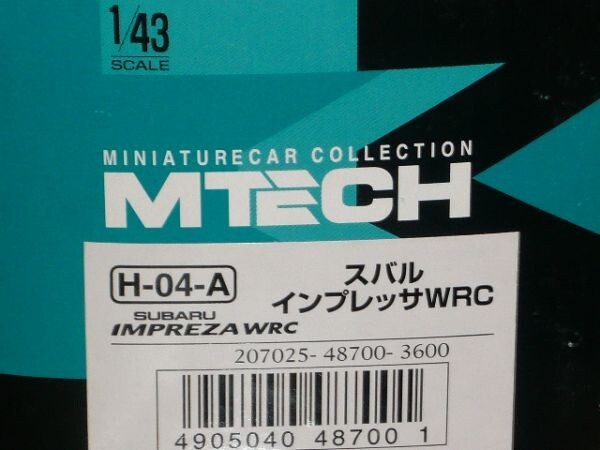 1/43
SCALE
MINIATURECAR COLLECTION
MTECH
H-04-A
スバル
インプレッサWRC
SUBARU
IMPREZA WRC
207025-48700-3600
4905040 48700 1